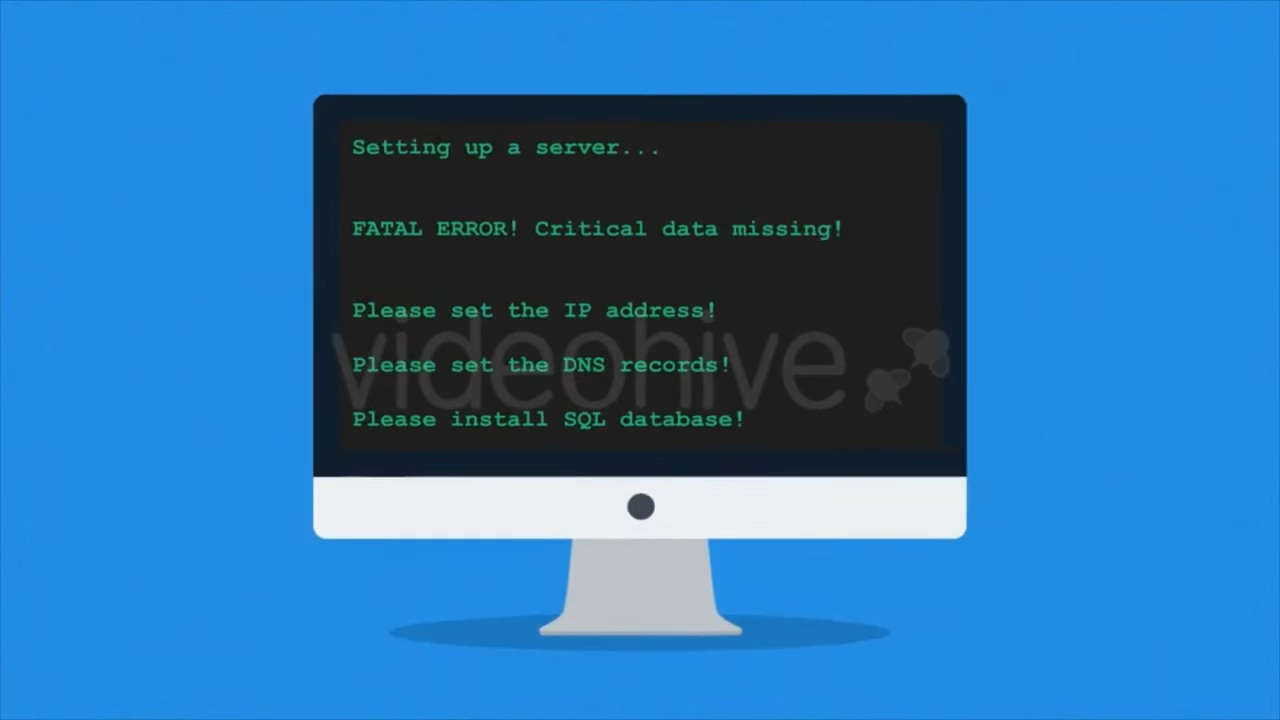 Setting up a server...
FATAL ERROR! Critical data missing!
Please set the IP address!
videohive
Please set the DNS records!
Please install SQL database!